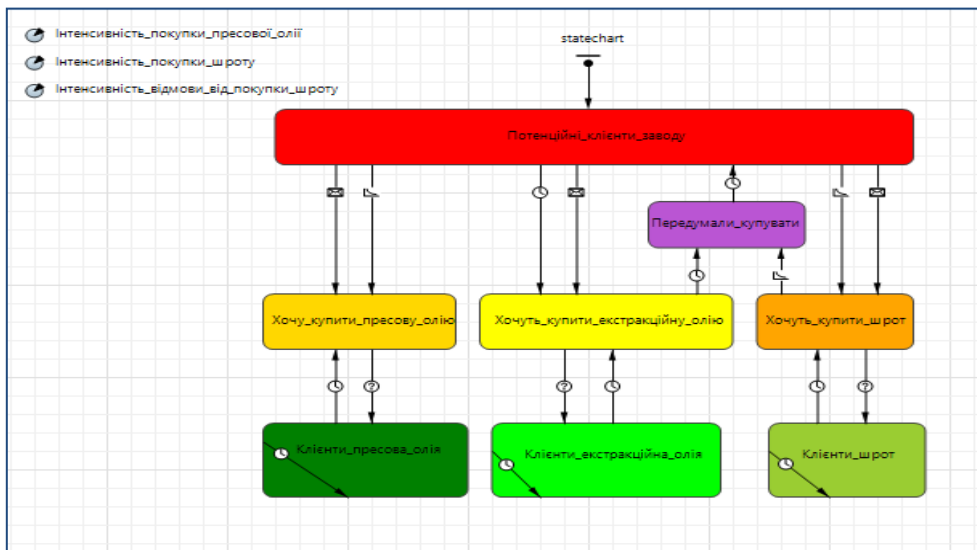 Інтенсивність_покупки_пресової_олії
Інтенсивність_покупки_шроту
Інтенсивність_відмови_від_покупки_шроту
statechart
Потенційні_клієнти_заводу
Передумали_купувати
Хочу_купити_пресову_олію
Хочуть_купити_екстракційну_олію
Хочуть_купити_шрот
Клієнти_пресова_олія
Клієнти_екстракційна_олія
Клієнти_шрот